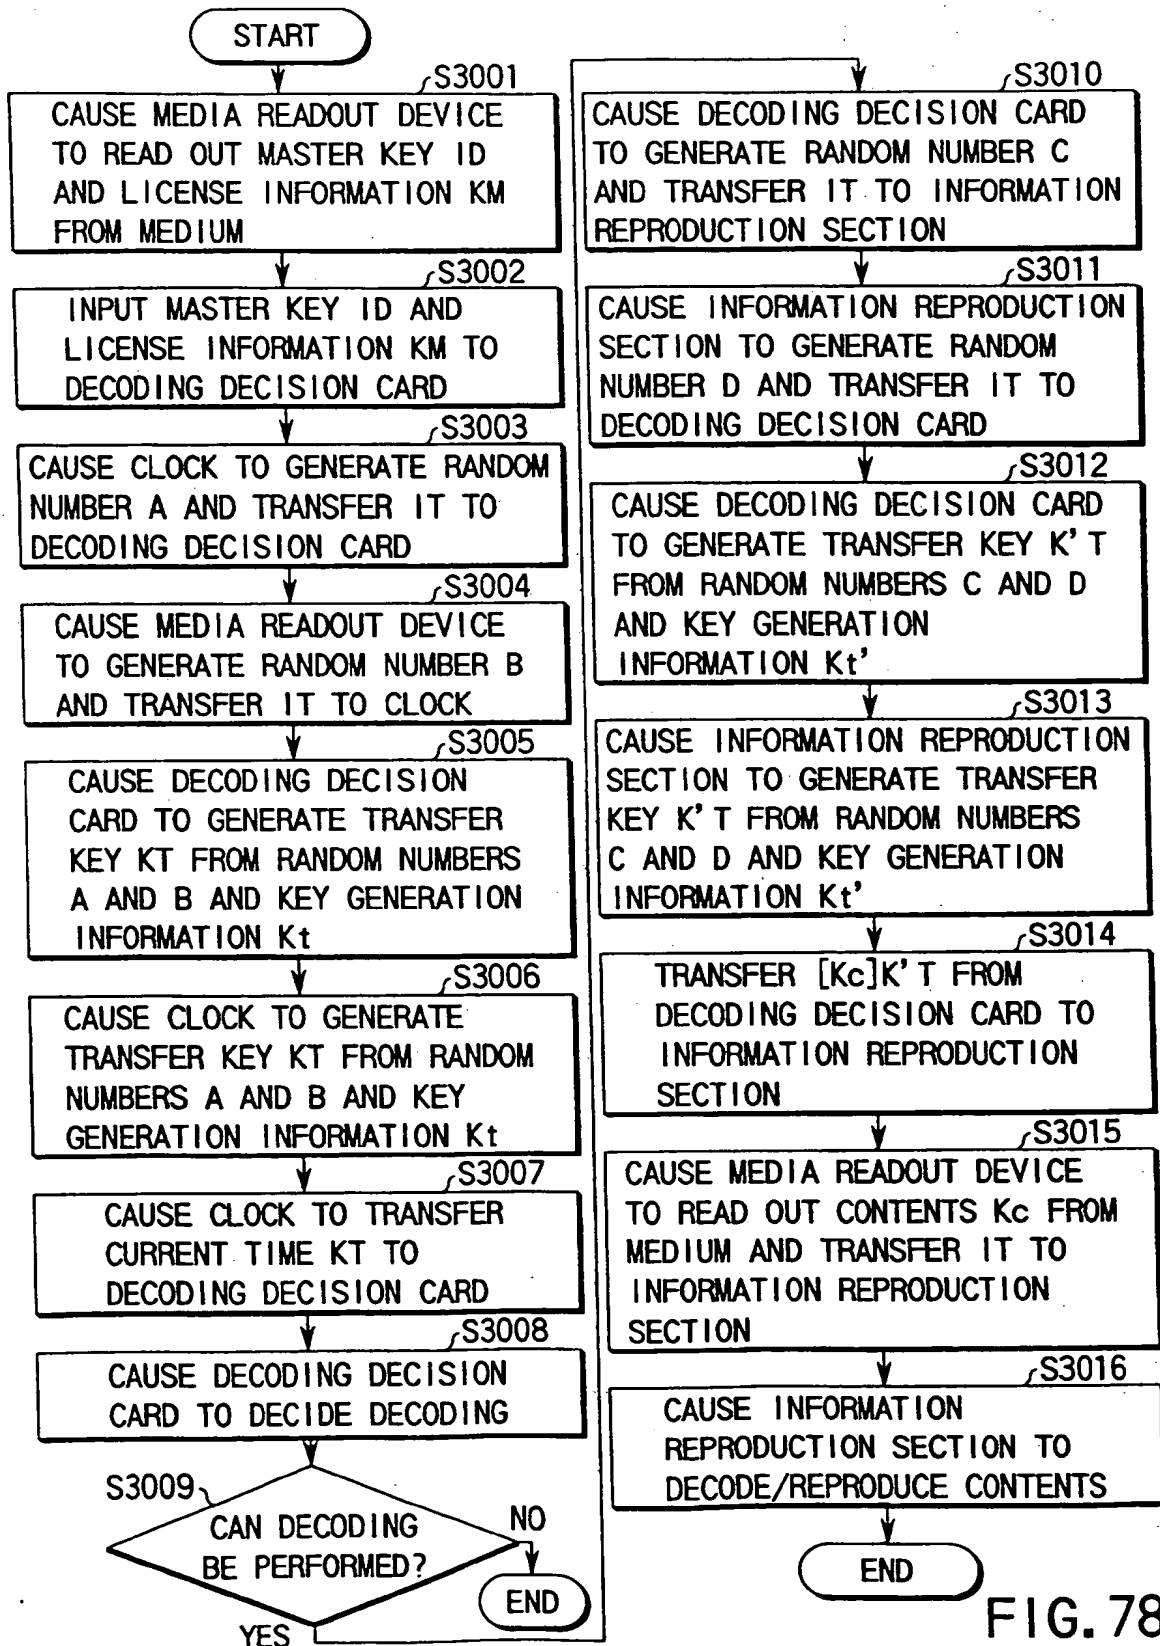 START
S3001
CAUSE MEDIA READOUT DEVICE
TO READ OUT MASTER KEY ID
AND LICENSE INFORMATION KM
FROM MEDIUM
S3002
INPUT MASTER KEY ID AND
LICENSE INFORMATION KM TO
DECODING DECISION CARD
S3003
CAUSE CLOCK TO GENERATE RANDOM
NUMBER A AND TRANSFER IT TO
DECODING DECISION CARD
S3004
CAUSE MEDIA READOUT DEVICE
TO GENERATE RANDOM NUMBER B
AND TRANSFER IT TO CLOCK
S3005
CAUSE DECODING DECISION
CARD TO GENERATE TRANSFER
KEY KT FROM RANDOM NUMBERS
A AND B AND KEY GENERATION
INFORMATION Kt
S3006
CAUSE CLOCK TO GENERATE
TRANSFER KEY KT FROM RANDOM
NUMBERS A AND B AND KEY
GENERATION INFORMATION Kt
S3007
CAUSE CLOCK TO TRANSFER
CURRENT TIME KT TO
DECODING DECISION CARD
S3008
CAUSE DECODING DECISION
CARD TO DECIDE DECODING
S3009
CAN DECODING
BE PERFORMED?
NO
END
YES
S3010
CAUSE DECODING DECISION CARD
TO GENERATE RANDOM NUMBER C
AND TRANSFER IT TO INFORMATION
REPRODUCTION SECTION
S3011
CAUSE INFORMATION REPRODUCTION
SECTION TO GENERATE RANDOM
NUMBER D AND TRANSFER IT TO
DECODING DECISION CARD
S3012
CAUSE DECODING DECISION CARD
TO GENERATE TRANSFER KEY K'T
FROM RANDOM NUMBERS C AND D
AND KEY GENERATION
INFORMATION Kt'
S3013
CAUSE INFORMATION REPRODUCTION
SECTION TO GENERATE TRANSFER
KEY K'T FROM RANDOM NUMBERS
C AND D AND KEY GENERATION
INFORMATION Kt'
S3014
TRANSFER [Kc]K'T FROM
DECODING DECISION CARD TO
INFORMATION REPRODUCTION
SECTION
S3015
CAUSE MEDIA READOUT DEVICE
TO READ OUT CONTENTS Kc FROM
MEDIUM AND TRANSFER IT TO
INFORMATION REPRODUCTION
SECTION
S3016
CAUSE INFORMATION
REPRODUCTION SECTION TO
DECODE/REPRODUCE CONTENTS
END
FIG. 78